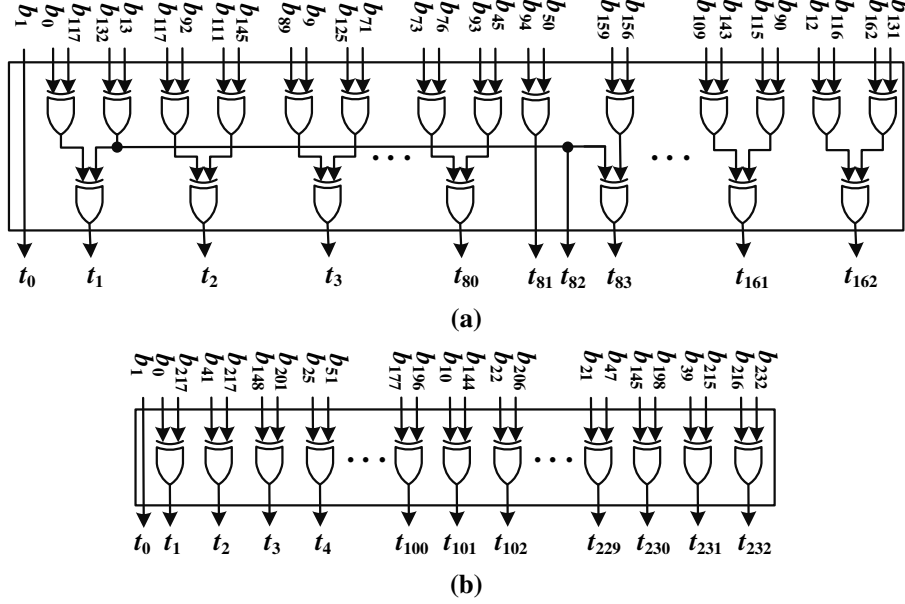 b1 b0 b117 b132 b13 b117 b92 b111 b145 b89 b9 b125 b71 b73 b76 b93 b45 b94 b50 b159 b156 b109 b143 b115 b90 b12 b116 b162 b131
t0 t1 t2 t3 t80 t81 t82 t83 t161 t162
(a)
b1 b0 b217 b41 b217 b148 b201 b25 b51 b177 b196 b10 b144 b22 b206 b21 b47 b145 b198 b39 b215 b216 b232
t0 t1 t2 t3 t4 t100 t101 t102 t229 t230 t231 t232
(b)